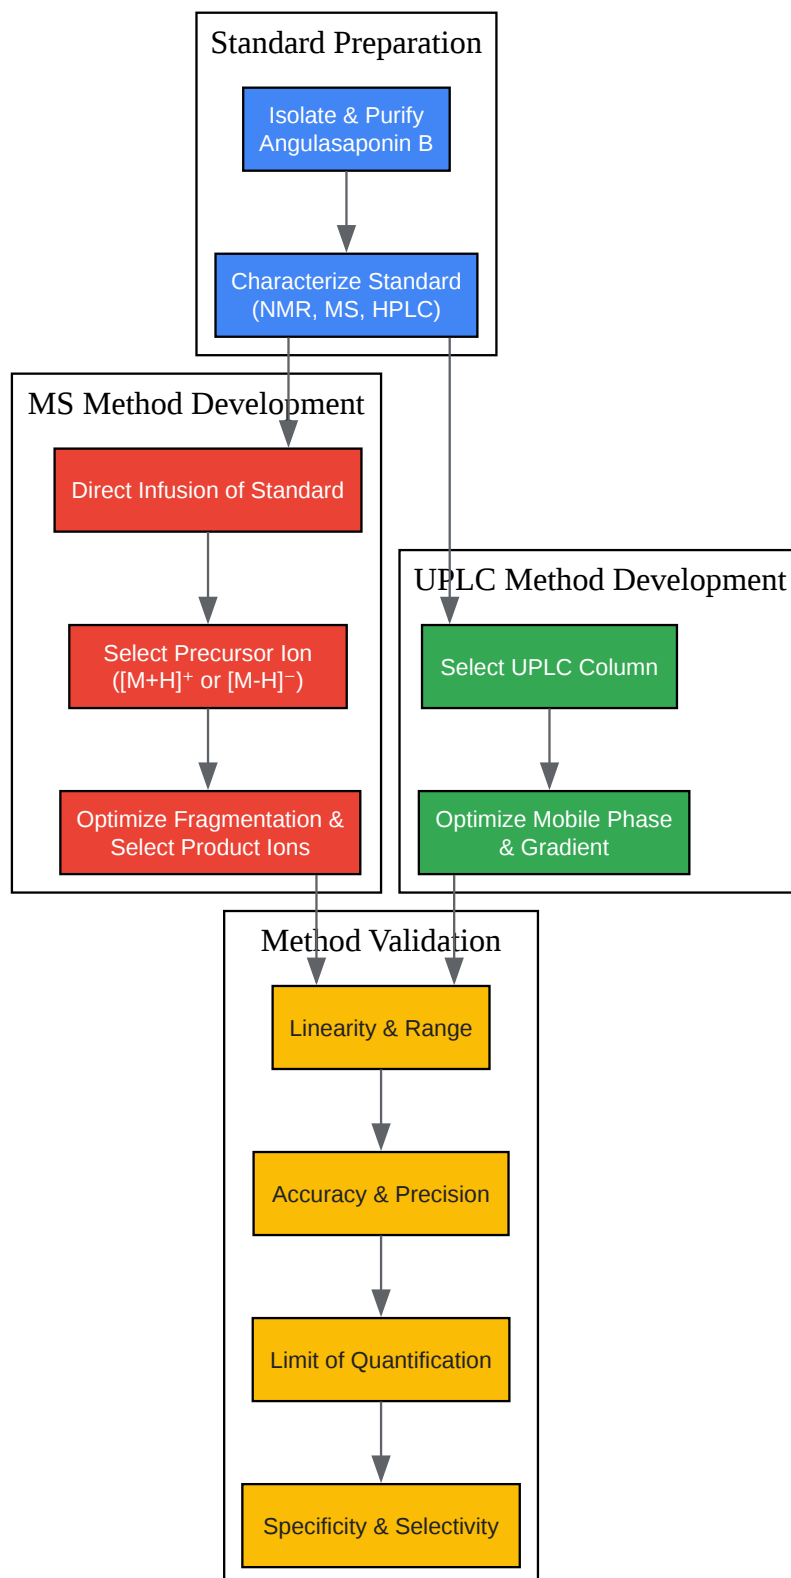 Standard Preparation
Isolate & Purify
Angulasaponin B
Characterize Standard
(NMR, MS, HPLC)
MS Method Development
Direct Infusion of Standard
Select Precursor Ion
([M+H]⁺ or [M-H]⁻)
Optimize Fragmentation &
Select Product Ions
UPLC Method Development
Select UPLC Column
Optimize Mobile Phase
& Gradient
Method Validation
Linearity & Range
Accuracy & Precision
Limit of Quantification
Specificity & Selectivity